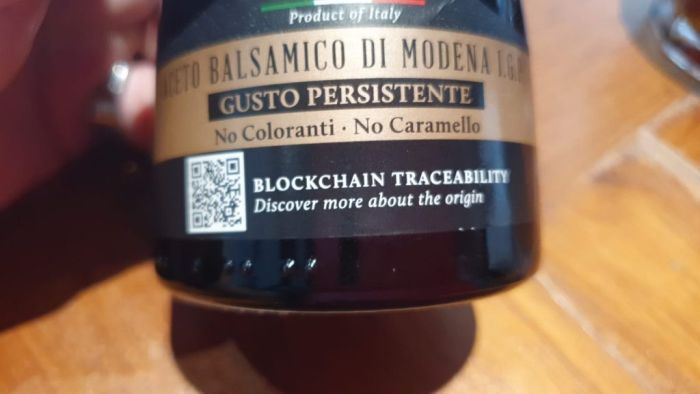 Product of Italy
ACETO BALSAMICO DI MODENA I.G.P.
GUSTO PERSISTENTE
No Coloranti · No Caramello
BLOCKCHAIN TRACEABILITY
Discover more about the origin